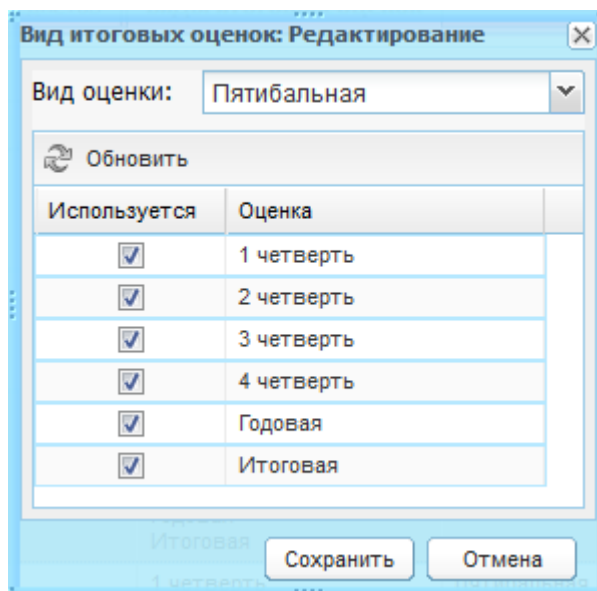 Вид итоговых оценок: Редактирование
Вид оценки: Пятибальная
Обновить
Используется Оценка
1 четверть
2 четверть
3 четверть
4 четверть
Годовая
Итоговая
Итоговая
Сохранить Отмена
1 четверть